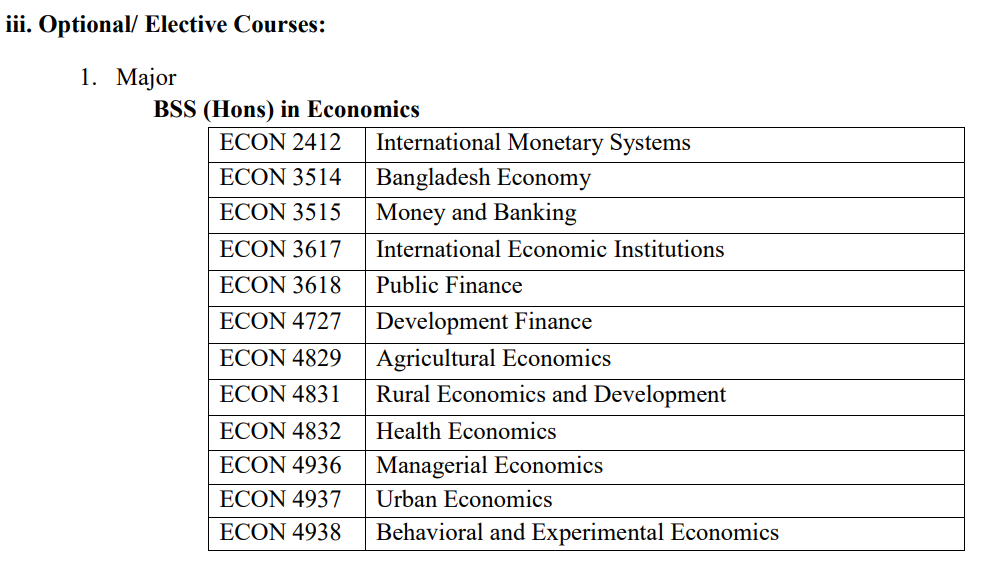 iii. Optional/ Elective Courses:
1. Major
BSS (Hons) in Economics
ECON 2412 International Monetary Systems
ECON 3514 Bangladesh Economy
ECON 3515 Money and Banking
ECON 3617 International Economic Institutions
ECON 3618 Public Finance
ECON 4727 Development Finance
ECON 4829 Agricultural Economics
ECON 4831 Rural Economics and Development
ECON 4832 Health Economics
ECON 4936 Managerial Economics
ECON 4937 Urban Economics
ECON 4938 Behavioral and Experimental Economics